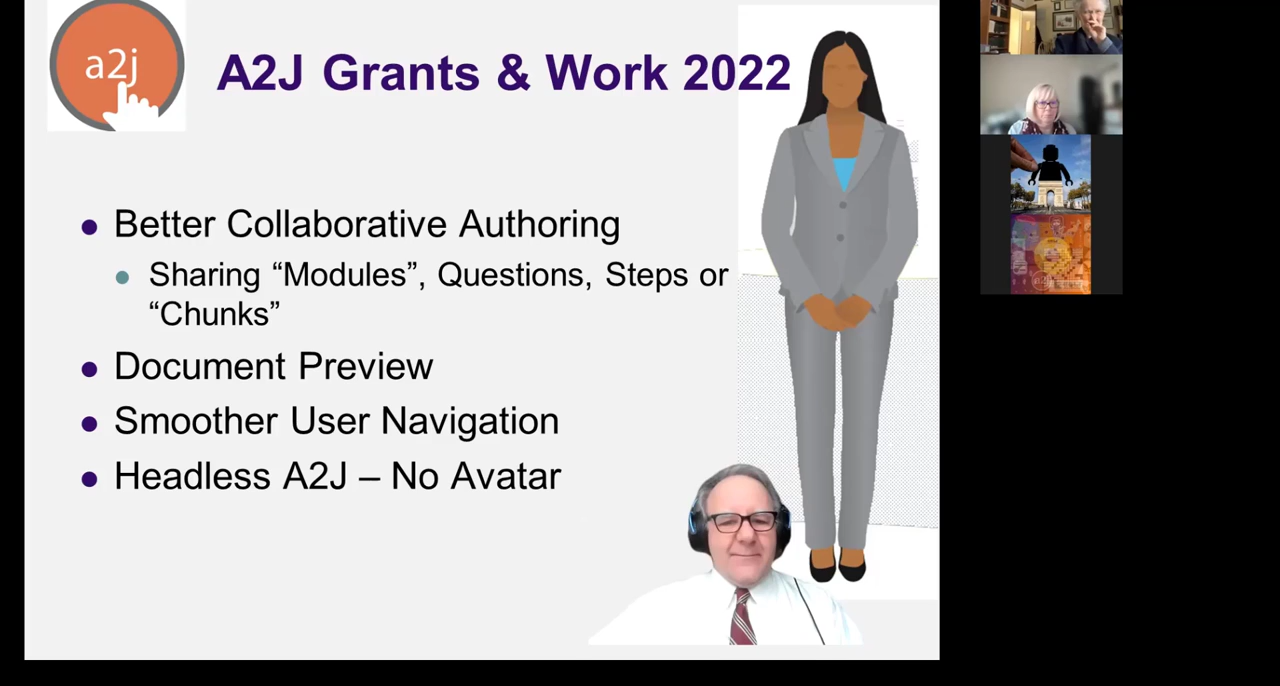 a2j
A2J Grants & Work 2022
Better Collaborative Authoring
Sharing “Modules”, Questions, Steps or
“Chunks”
Document Preview
Smoother User Navigation
Headless A2J – No Avatar